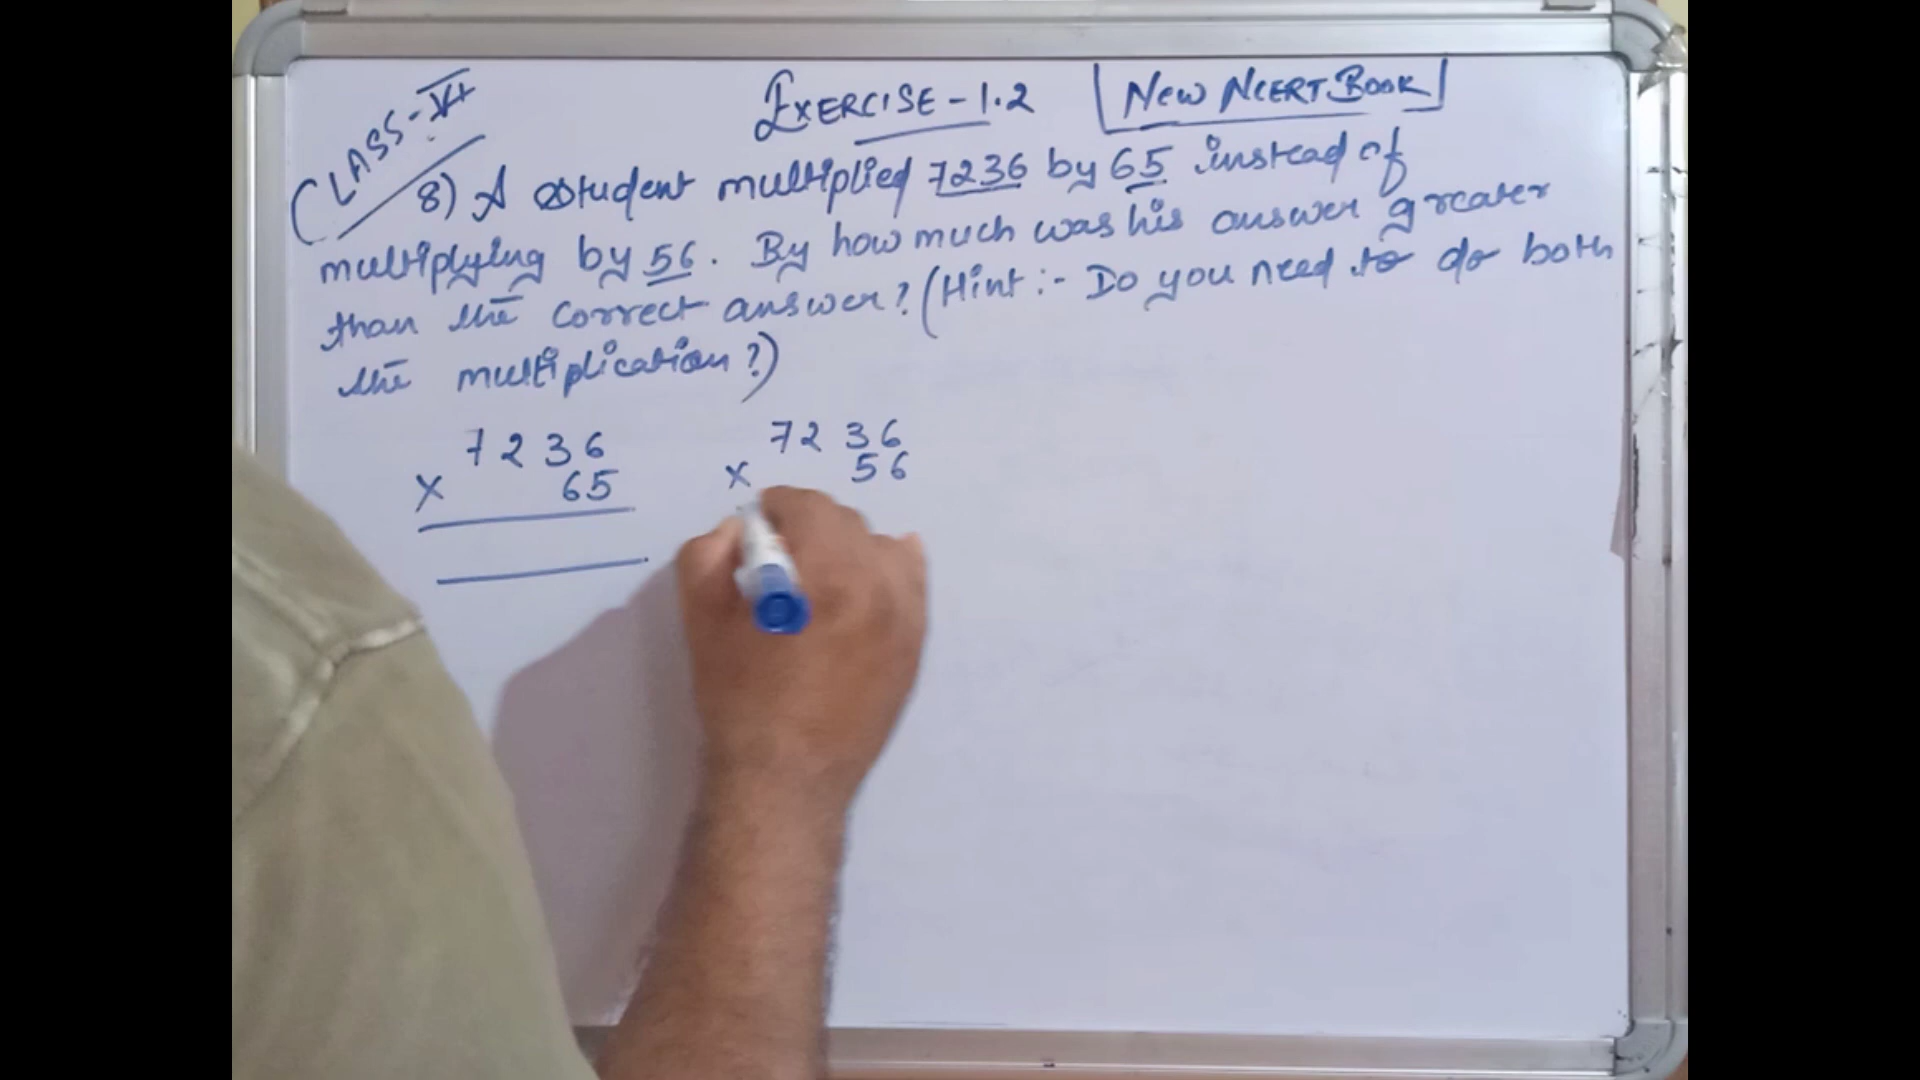 CLASS-VI
EXERCISE-1.2 [New NCERT Book]
8) A student multiplied 7236 by 65 instead of
multiplying by 56. By how much was his answer greater
than the correct answer? (Hint:- Do you need to do both
the multiplication?)
7236 7236
x 65 x 56